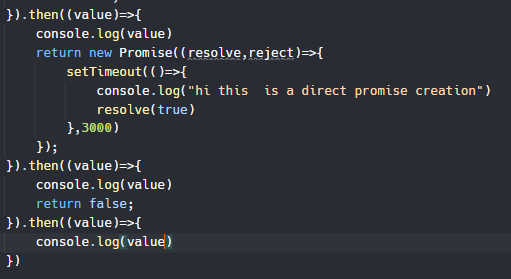 }).then((value)=>{
    console.log(value)
    return new Promise((resolve,reject)=>{
        setTimeout(()=>{
            console.log("hi this  is a direct promise creation")
            resolve(true)
        },3000)
    });
}).then((value)=>{
    console.log(value)
    return false;
}).then((value)=>{
    console.log(value)
})